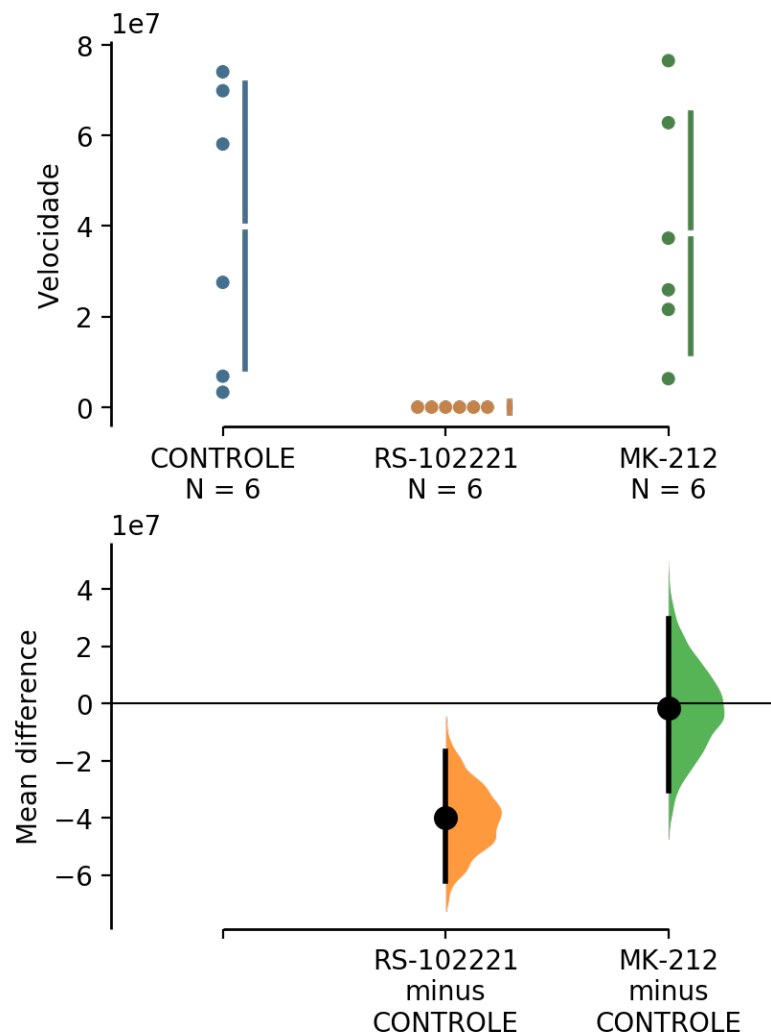 1e7
8
6
4
2
0
Velocidade
CONTROLE
N = 6
RS-102221
N = 6
MK-212
N = 6
1e7
4
2
0
−2
−4
−6
Mean difference
RS-102221
minus
CONTROLE
MK-212
minus
CONTROLE